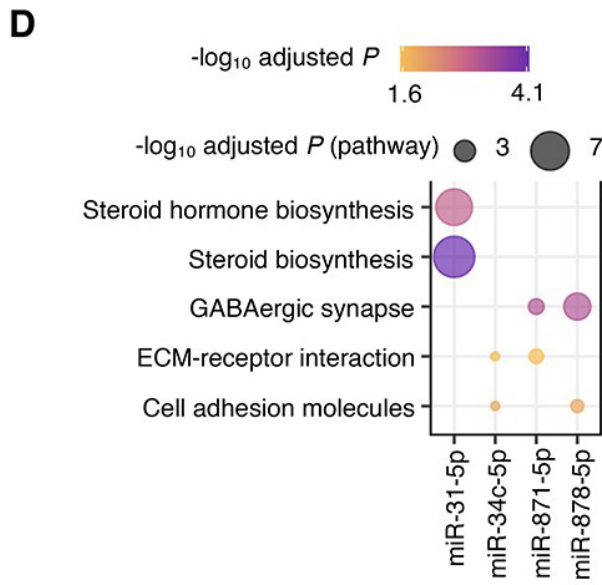 D
-log₁₀ adjusted P
1.6 4.1
-log₁₀ adjusted P (pathway) 3 7
Steroid hormone biosynthesis
Steroid biosynthesis
GABAergic synapse
ECM-receptor interaction
Cell adhesion molecules
miR-31-5p
miR-34c-5p
miR-871-5p
miR-878-5p